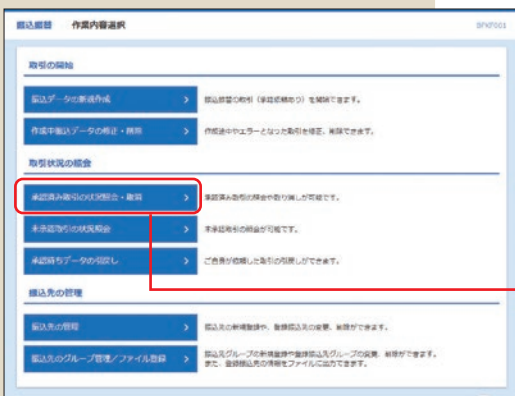 振込振替 作業内容選択 BFKF001
取引の開始
振込データの新規作成 > 振込振替の取引（承認依頼あり）を開始できます。
作成中振込データの修正・削除 > 作成途中やエラーとなった取引を修正、削除できます。
取引状況の照会
承認済み取引の状況照会・取消 > 承認済み取引の照会や取り消しが可能です。
未承認取引の状況照会 > 未承認取引の照会が可能です。
承認待ちデータの引戻し > ご自身が依頼した取引の引戻しができます。
振込先の管理
振込先の管理 > 振込先の新規登録や、登録振込先の変更、削除ができます。
振込先のグループ管理／ファイル登録 > 振込先グループの新規登録や登録振込先グループの変更、削除ができます。
また、登録振込先の情報をファイルに出力できます。